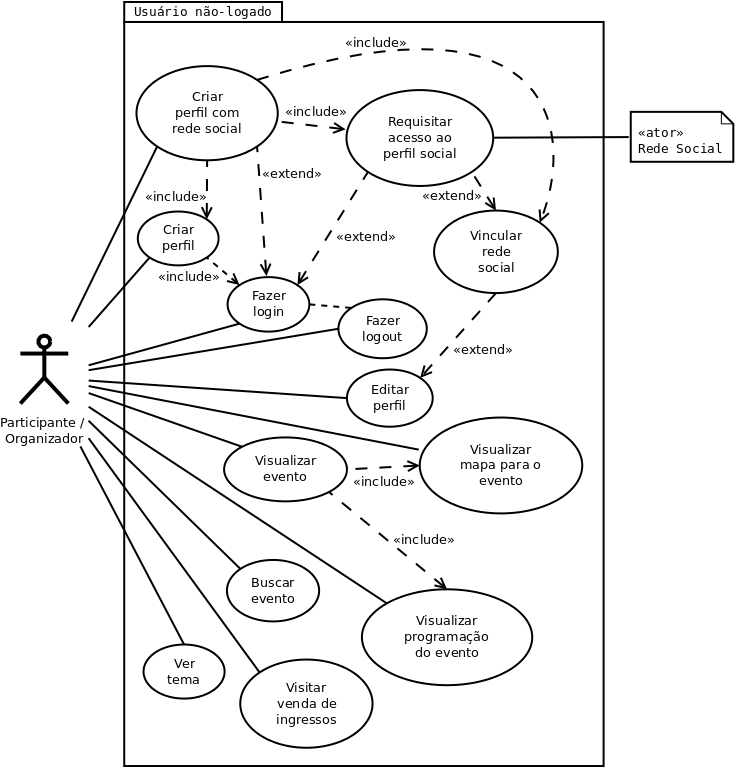 Usuário não-logado
«include»
Criar
perfil com
rede social
«include»
Requisitar
acesso ao
perfil social
«ator»
Rede Social
«extend»
«include»
«extend»
Criar
perfil
«extend»
Vincular
rede
social
«include»
Fazer
login
Fazer
logout
«extend»
Editar
perfil
Participante /
Organizador
Visualizar
evento
«include»
Visualizar
mapa para o
evento
«include»
Buscar
evento
Visualizar
programação
do evento
Ver
tema
Visitar
venda de
ingressos